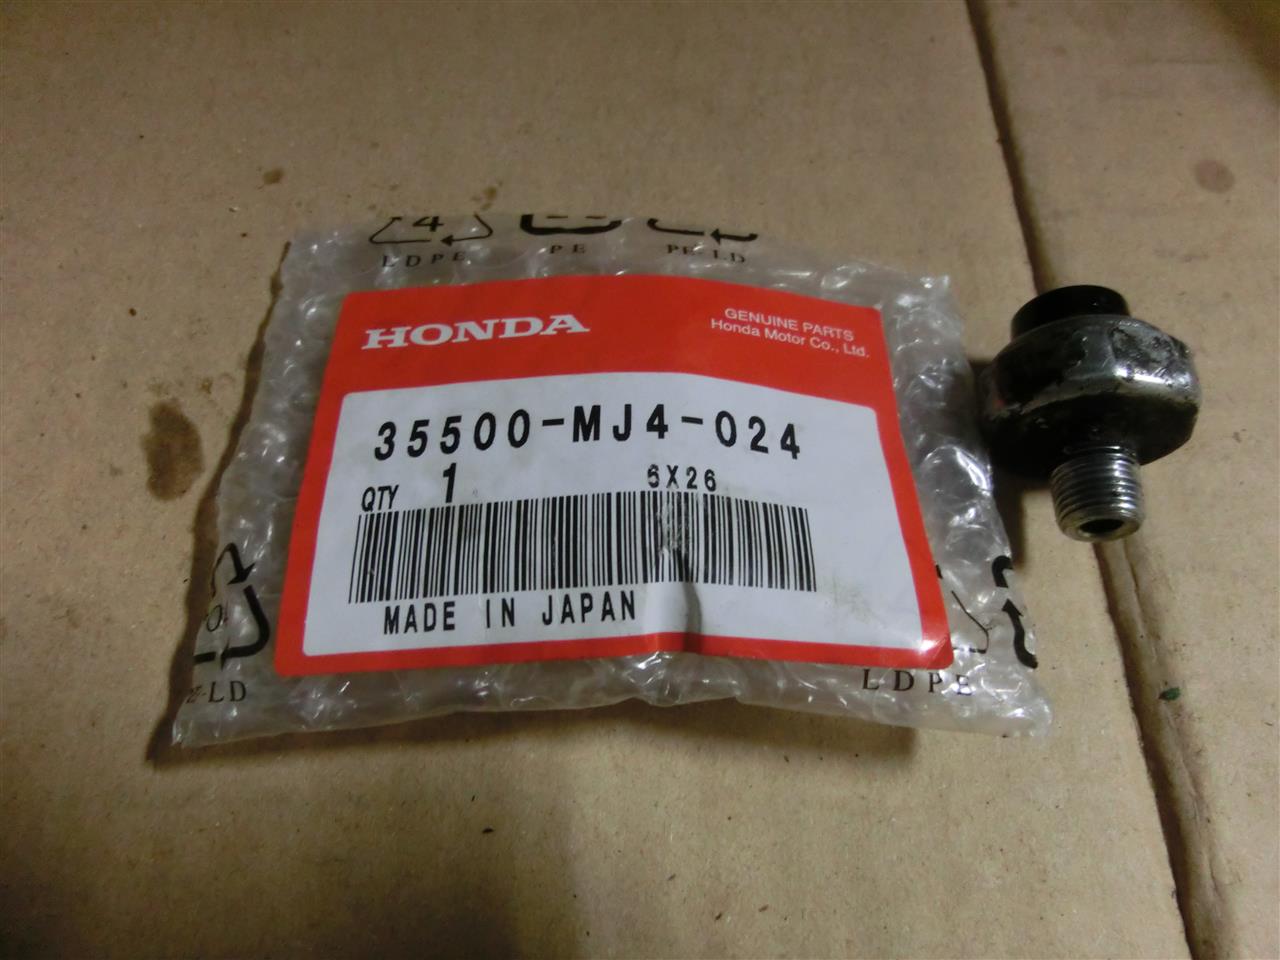 4
LDPE
PE
PE-LD
HONDA
GENUINE PARTS
Honda Motor Co., Ltd.
35500-MJ4-024
QTY 1 6X26
MADE IN JAPAN
-LD
LDPE